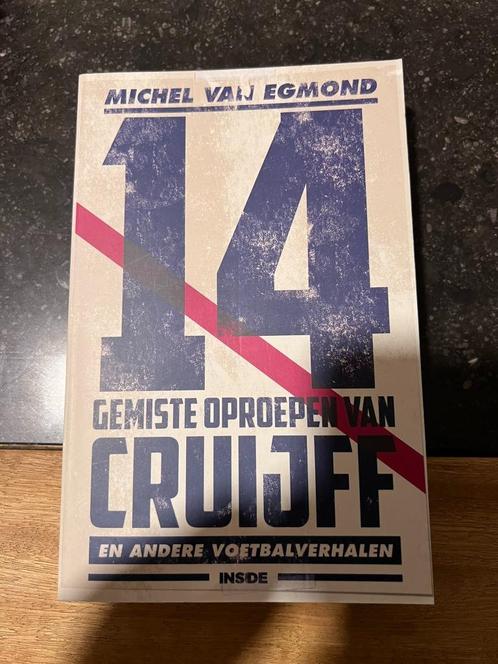 MICHEL VAN EGMOND
14
GEMISTE OPROEPEN VAN
CRUIJFF
EN ANDERE VOETBALVERHALEN
INSIDE